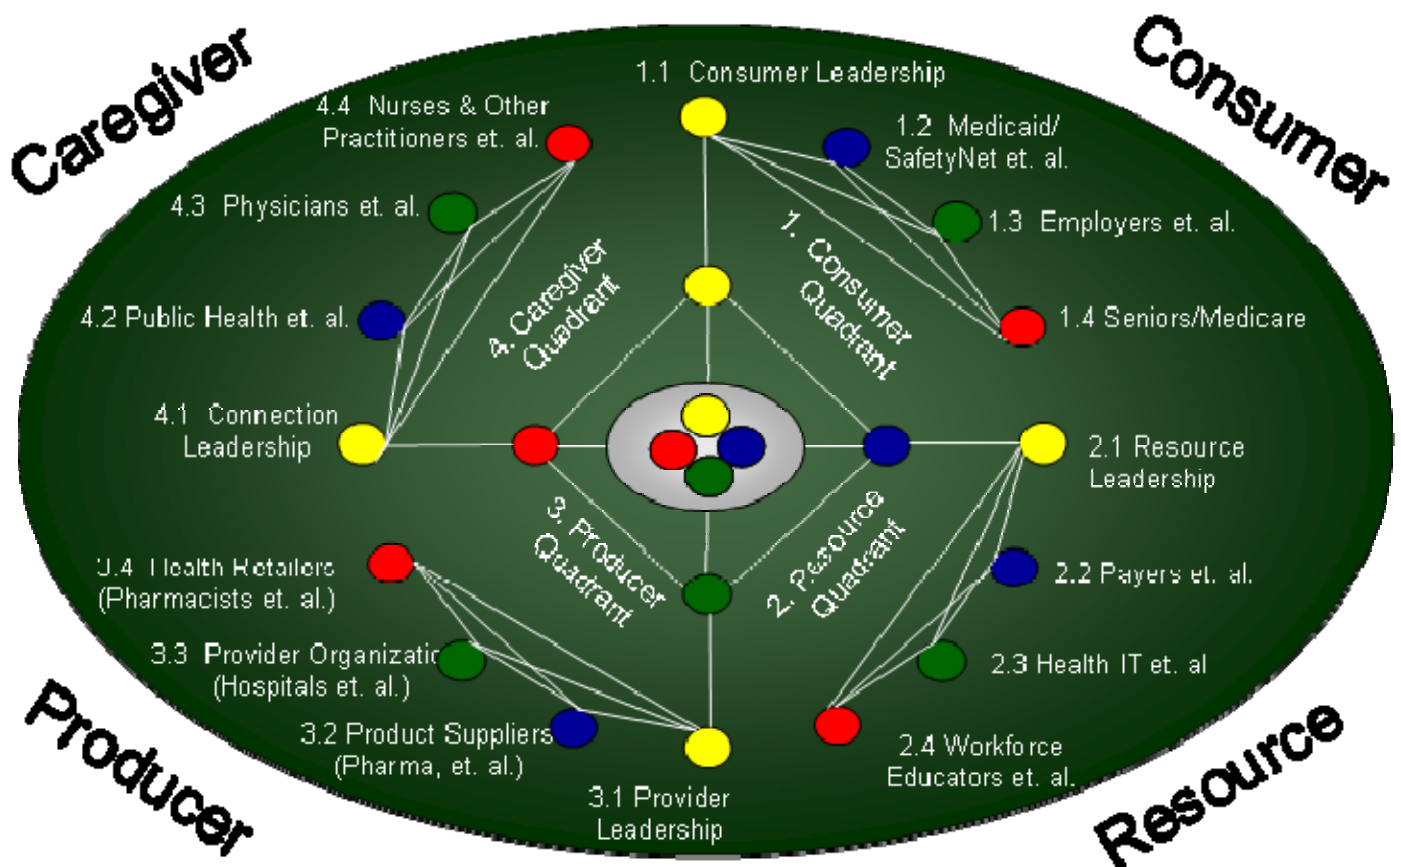 Caregiver
Consumer
1.1 Consumer Leadership
4.4 Nurses & Other
Practitioners et. al.
1.2 Medicaid/
SafetyNet et. al.
4.3 Physicians et. al.
1.3 Employers et. al.
1. Consumer
Quadrant
4. Caregiver
Quadrant
4.2 Public Health et. al.
1.4 Seniors/Medicare
4.1 Connection
Leadership
2.1 Resource
Leadership
3. Producer
Quadrant
2. Resource
Quadrant
3.4 Health Retailers
(Pharmacists et. al.)
2.2 Payers et. al.
3.3 Provider Organizatio
(Hospitals et. al.)
2.3 Health IT et. al
3.2 Product Suppliers
(Pharma, et. al.)
2.4 Workforce
Educators et. al.
3.1 Provider
Leadership
Producer
Resource